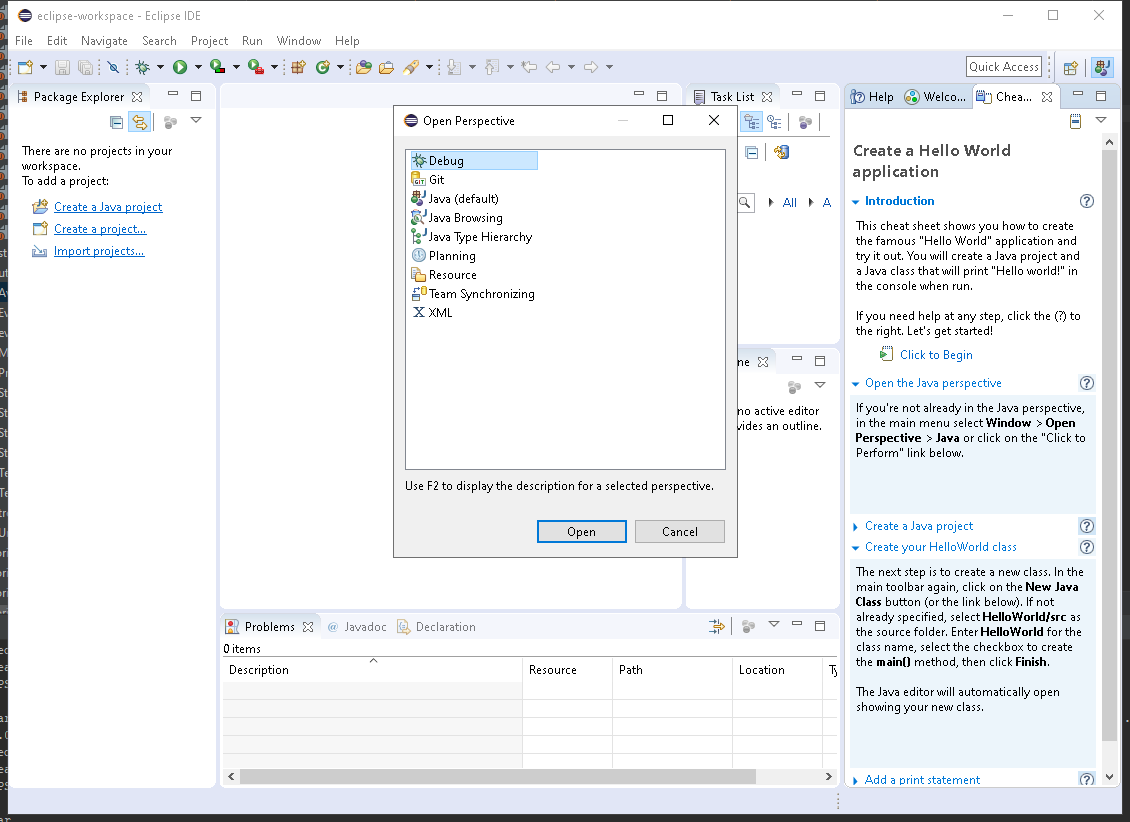 eclipse-workspace - Eclipse IDE
File Edit Navigate Search Project Run Window Help
Quick Access
Package Explorer
There are no projects in your
workspace.
To add a project:
Create a Java project
Create a project...
Import projects...
Task List
All
A
ne
no active editor
vides an outline.
Open Perspective
Debug
Git
Java (default)
Java Browsing
Java Type Hierarchy
Planning
Resource
Team Synchronizing
XML
Use F2 to display the description for a selected perspective.
Open Cancel
Problems Javadoc Declaration
0 items
Description Resource Path Location Ty
Help Welco... Chea...
Create a Hello World
application
Introduction
This cheat sheet shows you how to create
the famous "Hello World" application and
try it out. You will create a Java project and
a Java class that will print "Hello world!" in
the console when run.
If you need help at any step, click the (?) to
the right. Let's get started!
Click to Begin
Open the Java perspective
If you're not already in the Java perspective,
in the main menu select Window > Open
Perspective > Java or click on the "Click to
Perform" link below.
Create a Java project
Create your HelloWorld class
The next step is to create a new class. In the
main toolbar again, click on the New Java
Class button (or the link below). If not
already specified, select HelloWorld/src as
the source folder. Enter HelloWorld for the
class name, select the checkbox to create
the main() method, then click Finish.
The Java editor will automatically open
showing your new class.
Add a print statement